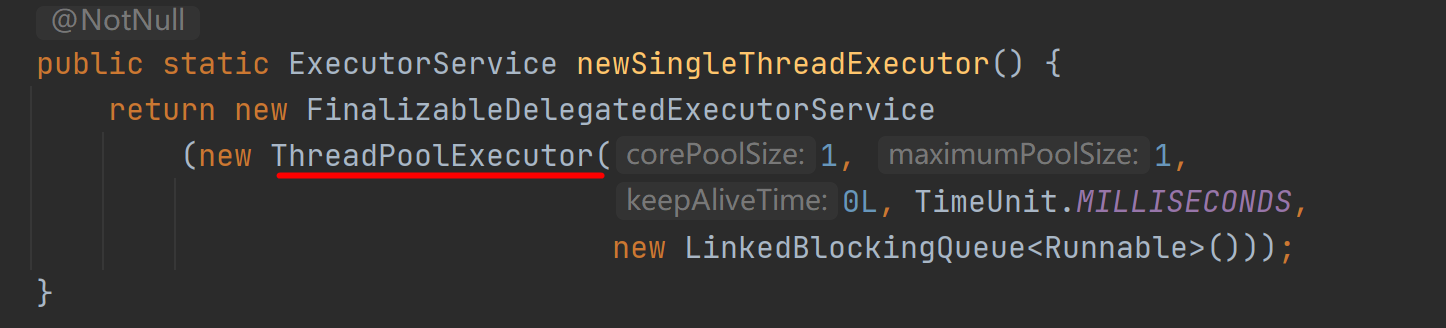 @NotNull
public static ExecutorService newSingleThreadExecutor() {
return new FinalizableDelegatedExecutorService
(new ThreadPoolExecutor( corePoolSize: 1, maximumPoolSize: 1,
keepAliveTime: 0L, TimeUnit.MILLISECONDS,
new LinkedBlockingQueue<Runnable>()));
}